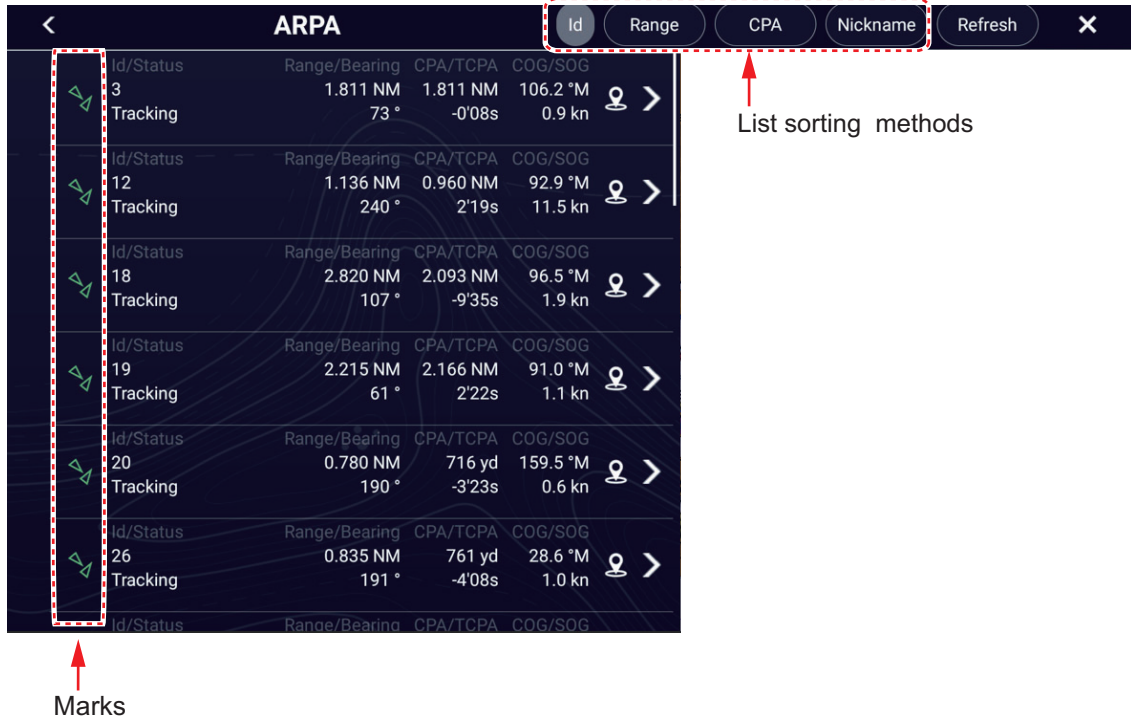 ARPA Id Range CPA Nickname Refresh
List sorting methods
Id/Status Range/Bearing CPA/TCPA COG/SOG
3 1.811 NM 1.811 NM 106.2 °M
Tracking 73 ° -0'08s 0.9 kn
Id/Status Range/Bearing CPA/TCPA COG/SOG
12 1.136 NM 0.960 NM 92.9 °M
Tracking 240 ° 2'19s 11.5 kn
Id/Status Range/Bearing CPA/TCPA COG/SOG
18 2.820 NM 2.093 NM 96.5 °M
Tracking 107 ° -9'35s 1.9 kn
Id/Status Range/Bearing CPA/TCPA COG/SOG
19 2.215 NM 2.166 NM 91.0 °M
Tracking 61 ° 2'22s 1.1 kn
Id/Status Range/Bearing CPA/TCPA COG/SOG
20 0.780 NM 716 yd 159.5 °M
Tracking 190 ° -3'23s 0.6 kn
Id/Status Range/Bearing CPA/TCPA COG/SOG
26 0.835 NM 761 yd 28.6 °M
Tracking 191 ° -4'08s 1.0 kn
Id/Status Range/Bearing CPA/TCPA COG/SOG
Marks